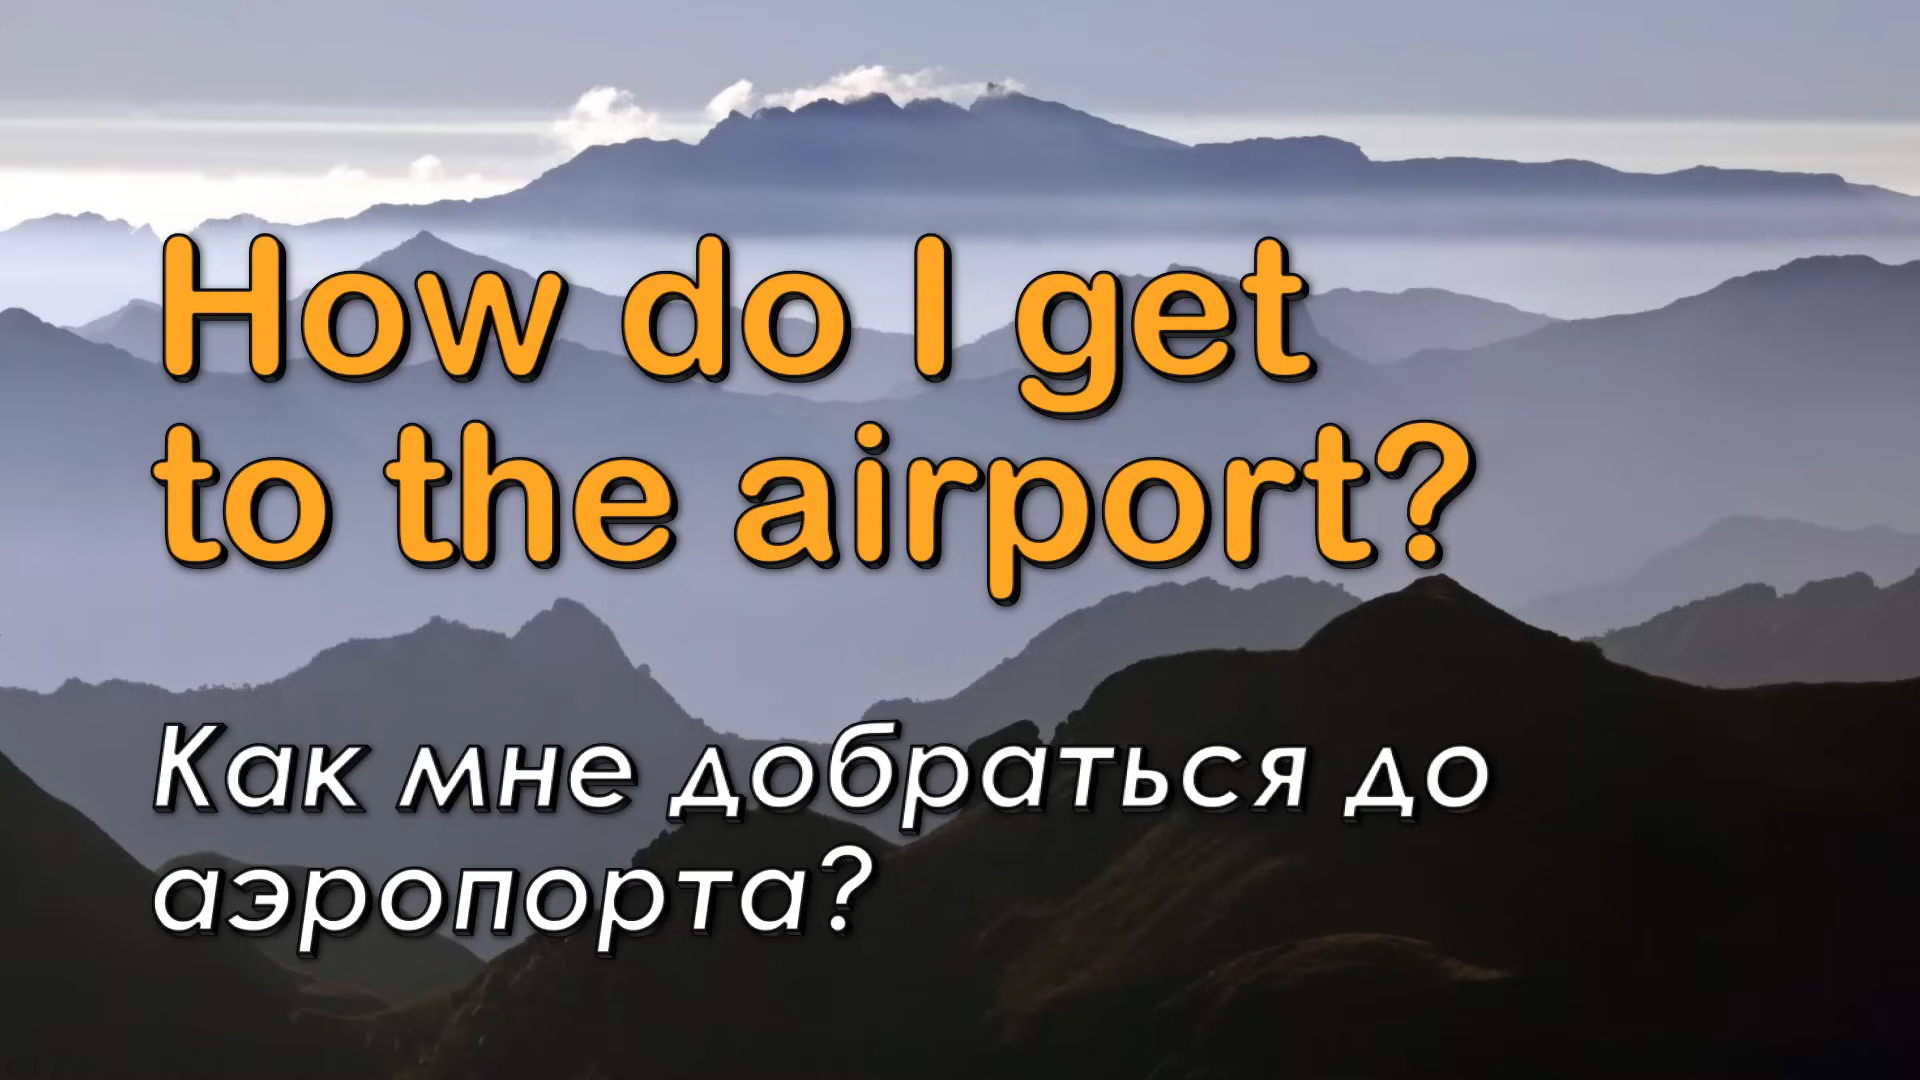 How do I get
to the airport?
Как мне добраться до
аэропорта?